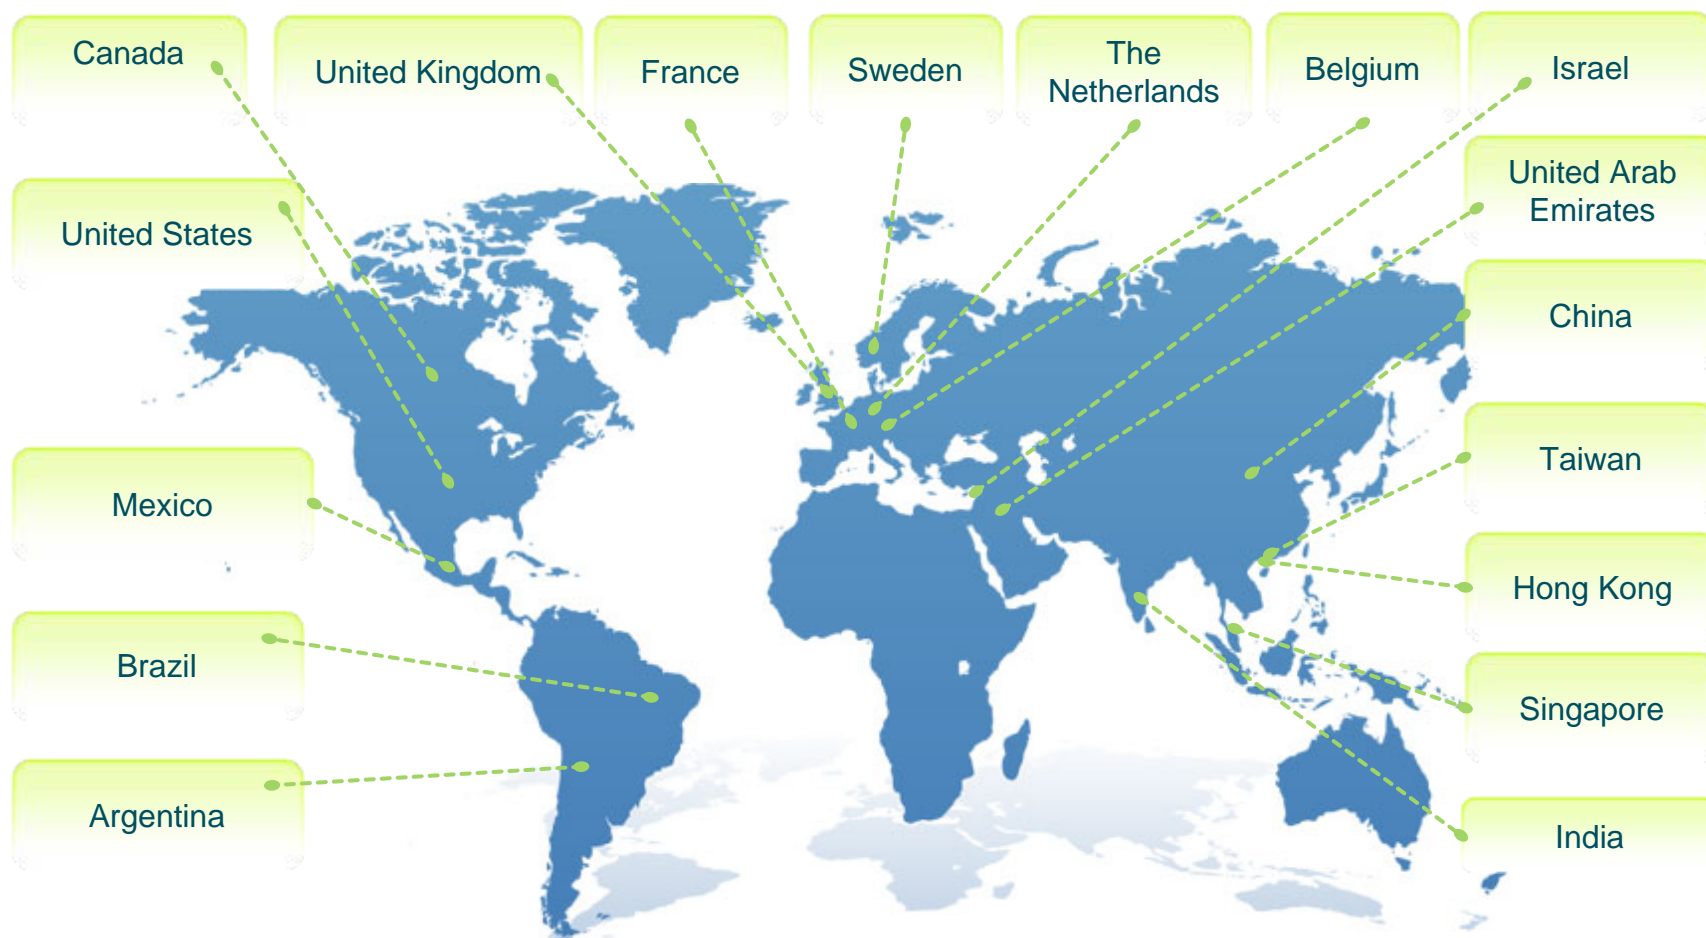 Canada
United Kingdom
France
Sweden
The
Netherlands
Belgium
Israel
United States
United Arab
Emirates
China
Mexico
Taiwan
Brazil
Hong Kong
Argentina
Singapore
India